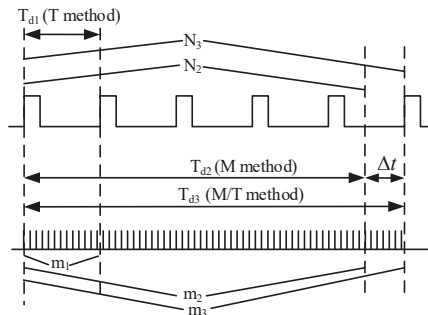 T_d1 (T method)
N_3
N_2
T_d2 (M method)
Δt
T_d3 (M/T method)
m_1
m_2
m_3